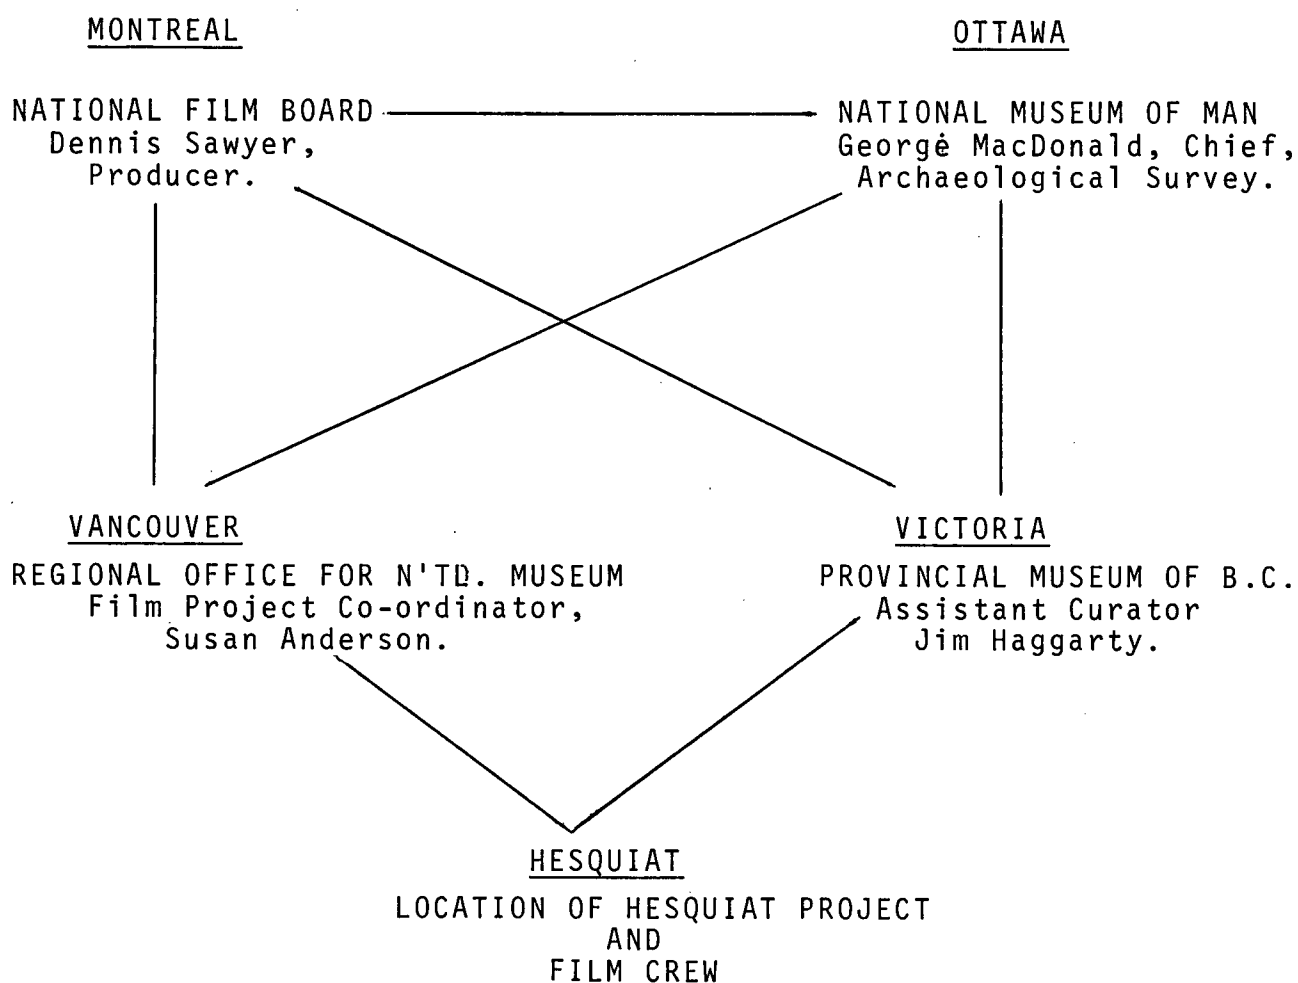 MONTREAL
OTTAWA
NATIONAL FILM BOARD
Dennis Sawyer,
Producer.
NATIONAL MUSEUM OF MAN
George MacDonald, Chief,
Archaeological Survey.
VANCOUVER
REGIONAL OFFICE FOR N'TL. MUSEUM
Film Project Co-ordinator,
Susan Anderson.
VICTORIA
PROVINCIAL MUSEUM OF B.C.
Assistant Curator
Jim Haggarty.
HESQUIAT
LOCATION OF HESQUIAT PROJECT
AND
FILM CREW